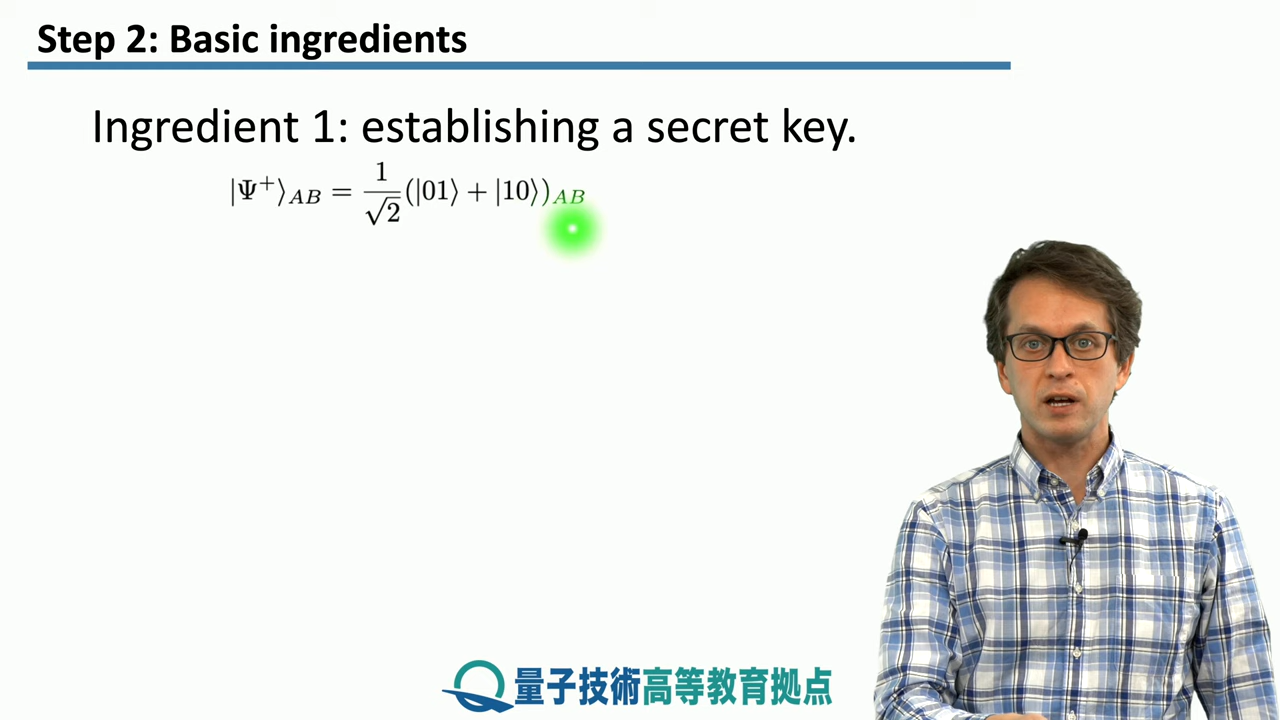 Step 2: Basic ingredients
Ingredient 1: establishing a secret key.
|Ψ⁺⟩_AB = 1/√2 (|01⟩ + |10⟩)_AB
量子技術高等教育拠点